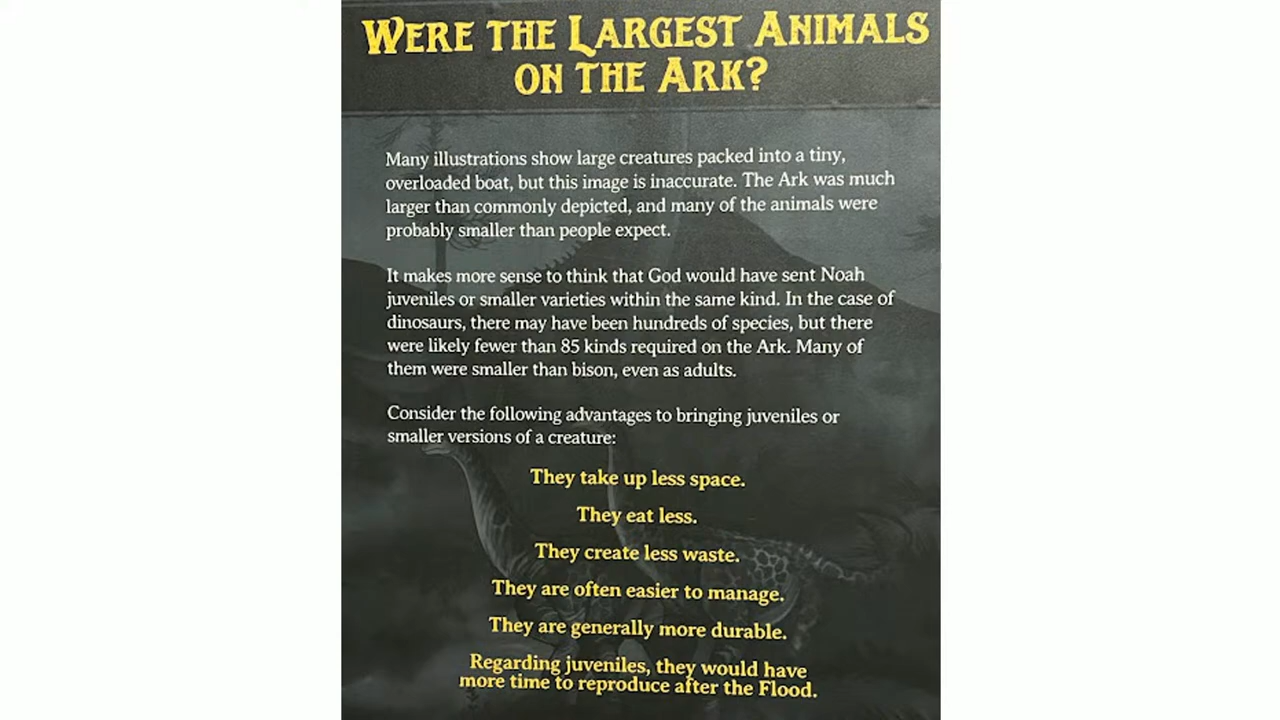 WERE THE LARGEST ANIMALS
ON THE ARK?
Many illustrations show large creatures packed into a tiny,
overloaded boat, but this image is inaccurate. The Ark was much
larger than commonly depicted, and many of the animals were
probably smaller than people expect.
It makes more sense to think that God would have sent Noah
juveniles or smaller varieties within the same kind. In the case of
dinosaurs, there may have been hundreds of species, but there
were likely fewer than 85 kinds required on the Ark. Many of
them were smaller than bison, even as adults.
Consider the following advantages to bringing juveniles or
smaller versions of a creature:
They take up less space.
They eat less.
They create less waste.
They are often easier to manage.
They are generally more durable.
Regarding juveniles, they would have
more time to reproduce after the Flood.